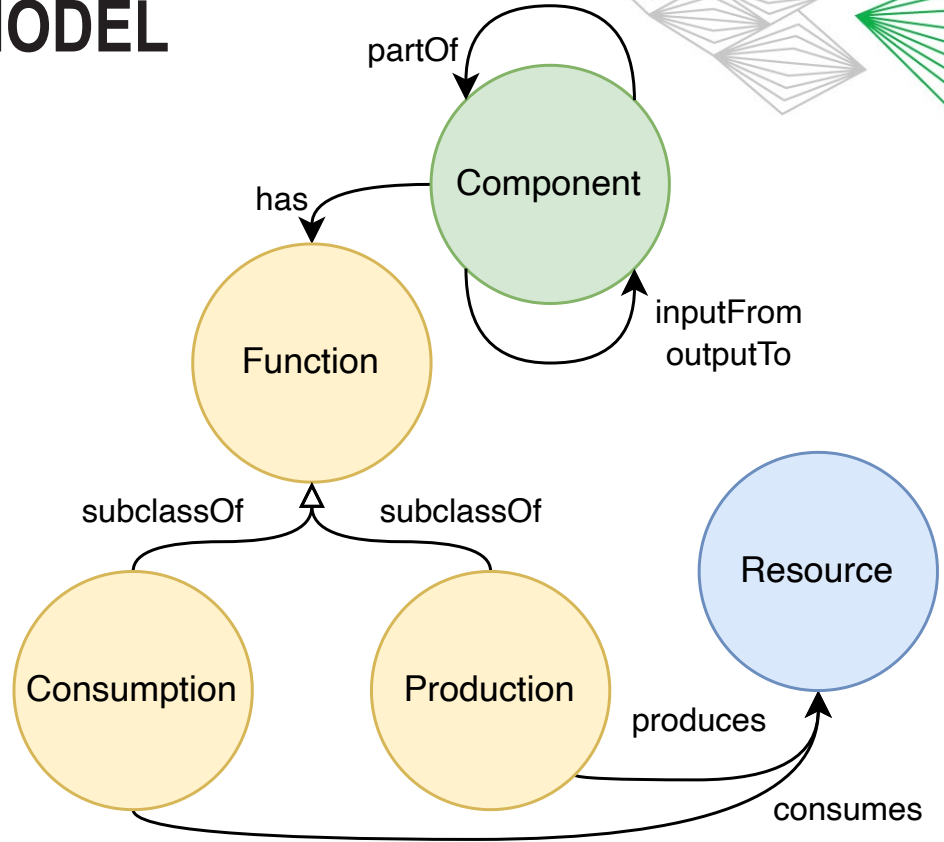 ODEL
partOf
Component
has
inputFrom
outputTo
Function
subclassOf
subclassOf
Resource
Consumption
Production
produces
consumes